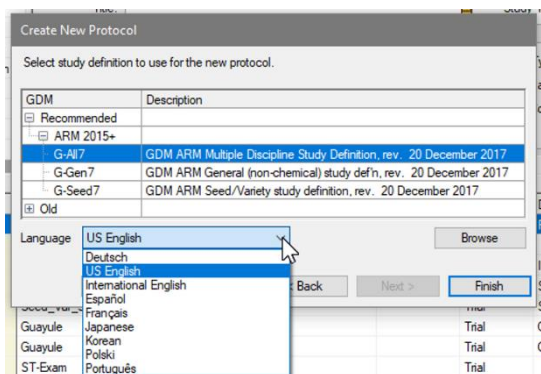 Title:
Study
Create New Protocol
Select study definition to use for the new protocol.
GDM Description
Recommended
ARM 2015+
G-All7 GDM ARM Multiple Discipline Study Definition, rev. 20 December 2017
G-Gen7 GDM ARM General (non-chemical) study def'n, rev. 20 December 2017
G-Seed7 GDM ARM Seed/Variety study definition, rev. 20 December 2017
Old
Language US English Browse
Deutsch
US English
International English
Back Next > Finish
Español
Français
Guayule Japanese Trial
Korean
Guayule Polski Trial
ST-Exam Português Trial